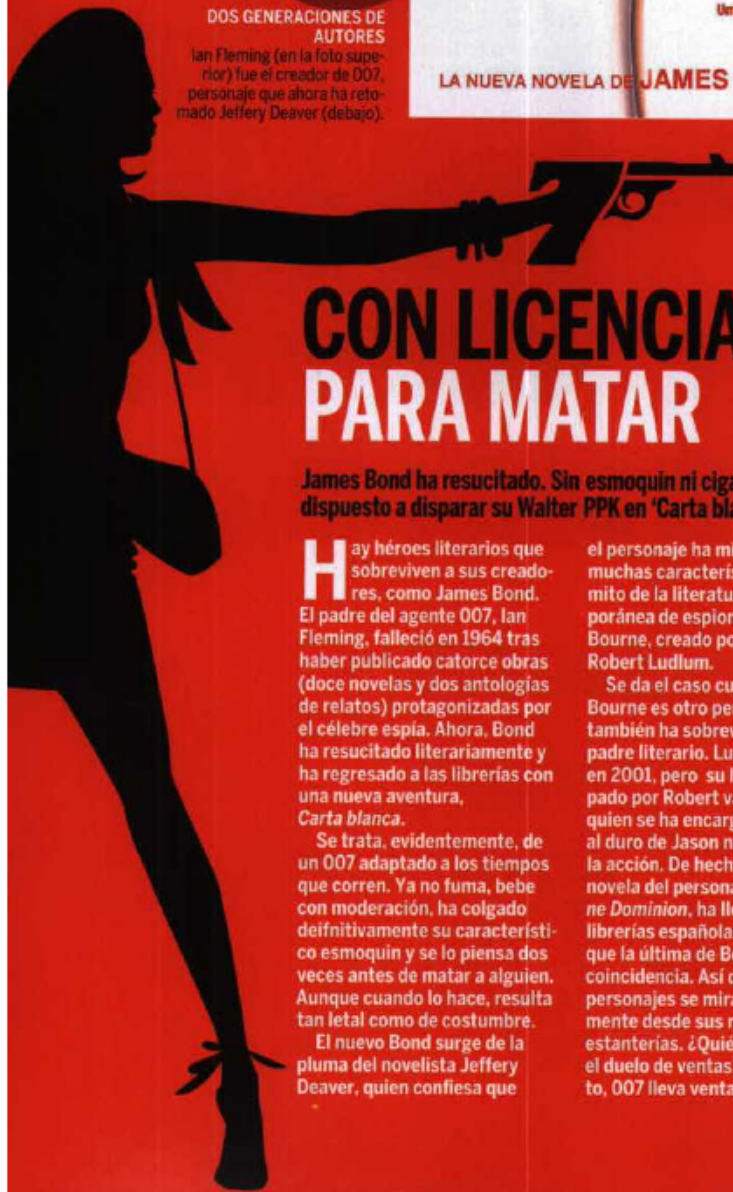 DOS GENERACIONES DE
AUTORES
Ian Fleming (en la foto supe-
rior) fue el creador de 007,
personaje que ahora ha reto-
mado Jeffery Deaver (debajo).
LA NUEVA NOVELA DE JAMES
CON LICENCIA
PARA MATAR
James Bond ha resucitado. Sin esmoquin ni
dispuesto a disparar su Walter PPK en 'Carta
Hay héroes literarios que
sobreviven a sus creado-
res, como James Bond.
El padre del agente 007, Ian
Fleming, falleció en 1964 tras
haber publicado catorce obras
(doce novelas y dos antologías
de relatos) protagonizadas por
el célebre espía. Ahora, Bond
ha resucitado literariamente y
ha regresado a las librerías con
una nueva aventura,
Carta blanca.
Se trata, evidentemente, de
un 007 adaptado a los tiempos
que corren. Ya no fuma, bebe
con moderación, ha colgado
deifnitivamente su característi-
co esmoquin y se lo piensa dos
veces antes de matar a alguien.
Aunque cuando lo hace, resulta
tan letal como de costumbre.
El nuevo Bond surge de la
pluma del novelista Jeffery
Deaver, quien confiesa que
el personaje ha
muchas
mito de la
poránea de
Bourne, creado
Robert Ludlum.
Se da el caso
Bourne es otro
también ha
padre literario.
en 2001, pero su
pado por Robert
quien se ha
al duro de Jason
la acción. De
novela del
ne Dominion, ha
librerías
que la última de
coincidencia. Así
personajes se
mente desde sus
estanterías.
el duelo de ventas
to, 007 lleva